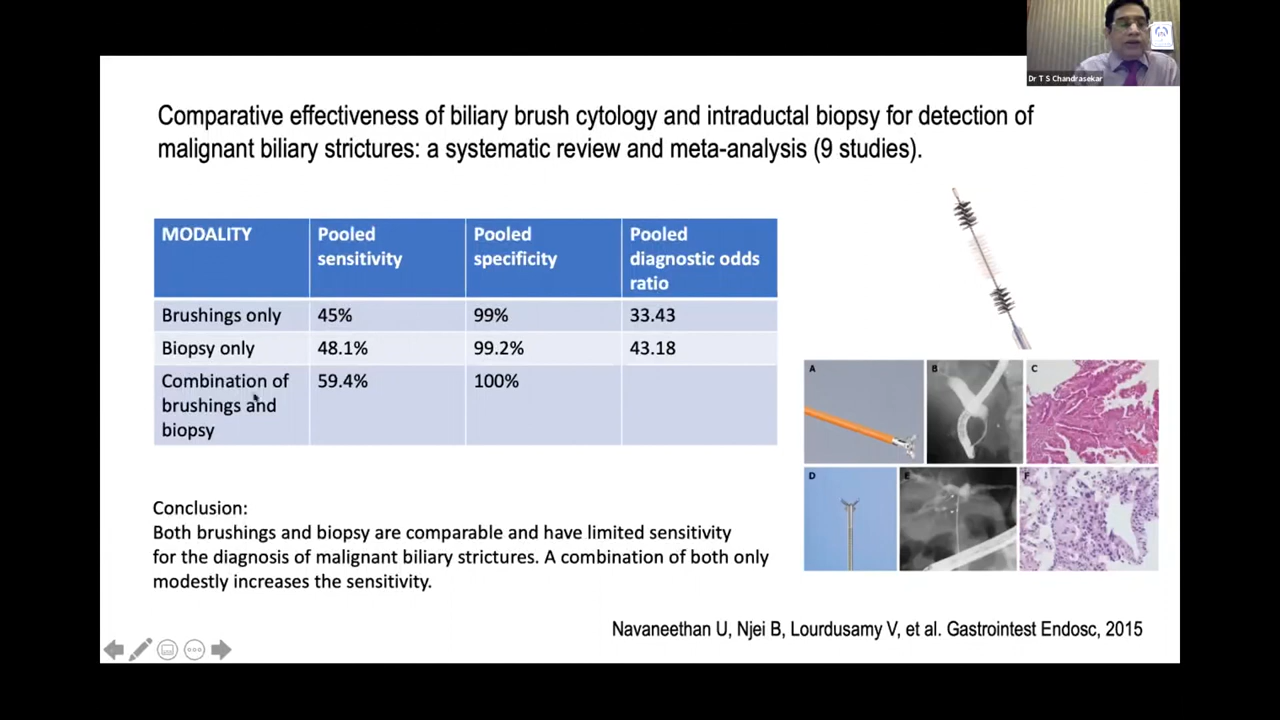 Dr T S Chandrasekar
Comparative effectiveness of biliary brush cytology and intraductal biopsy for detection of
malignant biliary strictures: a systematic review and meta-analysis (9 studies).
MODALITY
Pooled
sensitivity
Pooled
specificity
Pooled
diagnostic odds
ratio
Brushings only
45%
99%
33.43
Biopsy only
48.1%
99.2%
43.18
Combination of
brushings and
biopsy
59.4%
100%
A
B
C
D
E
F
Conclusion:
Both brushings and biopsy are comparable and have limited sensitivity
for the diagnosis of malignant biliary strictures. A combination of both only
modestly increases the sensitivity.
Navaneethan U, Njei B, Lourdusamy V, et al. Gastrointest Endosc, 2015